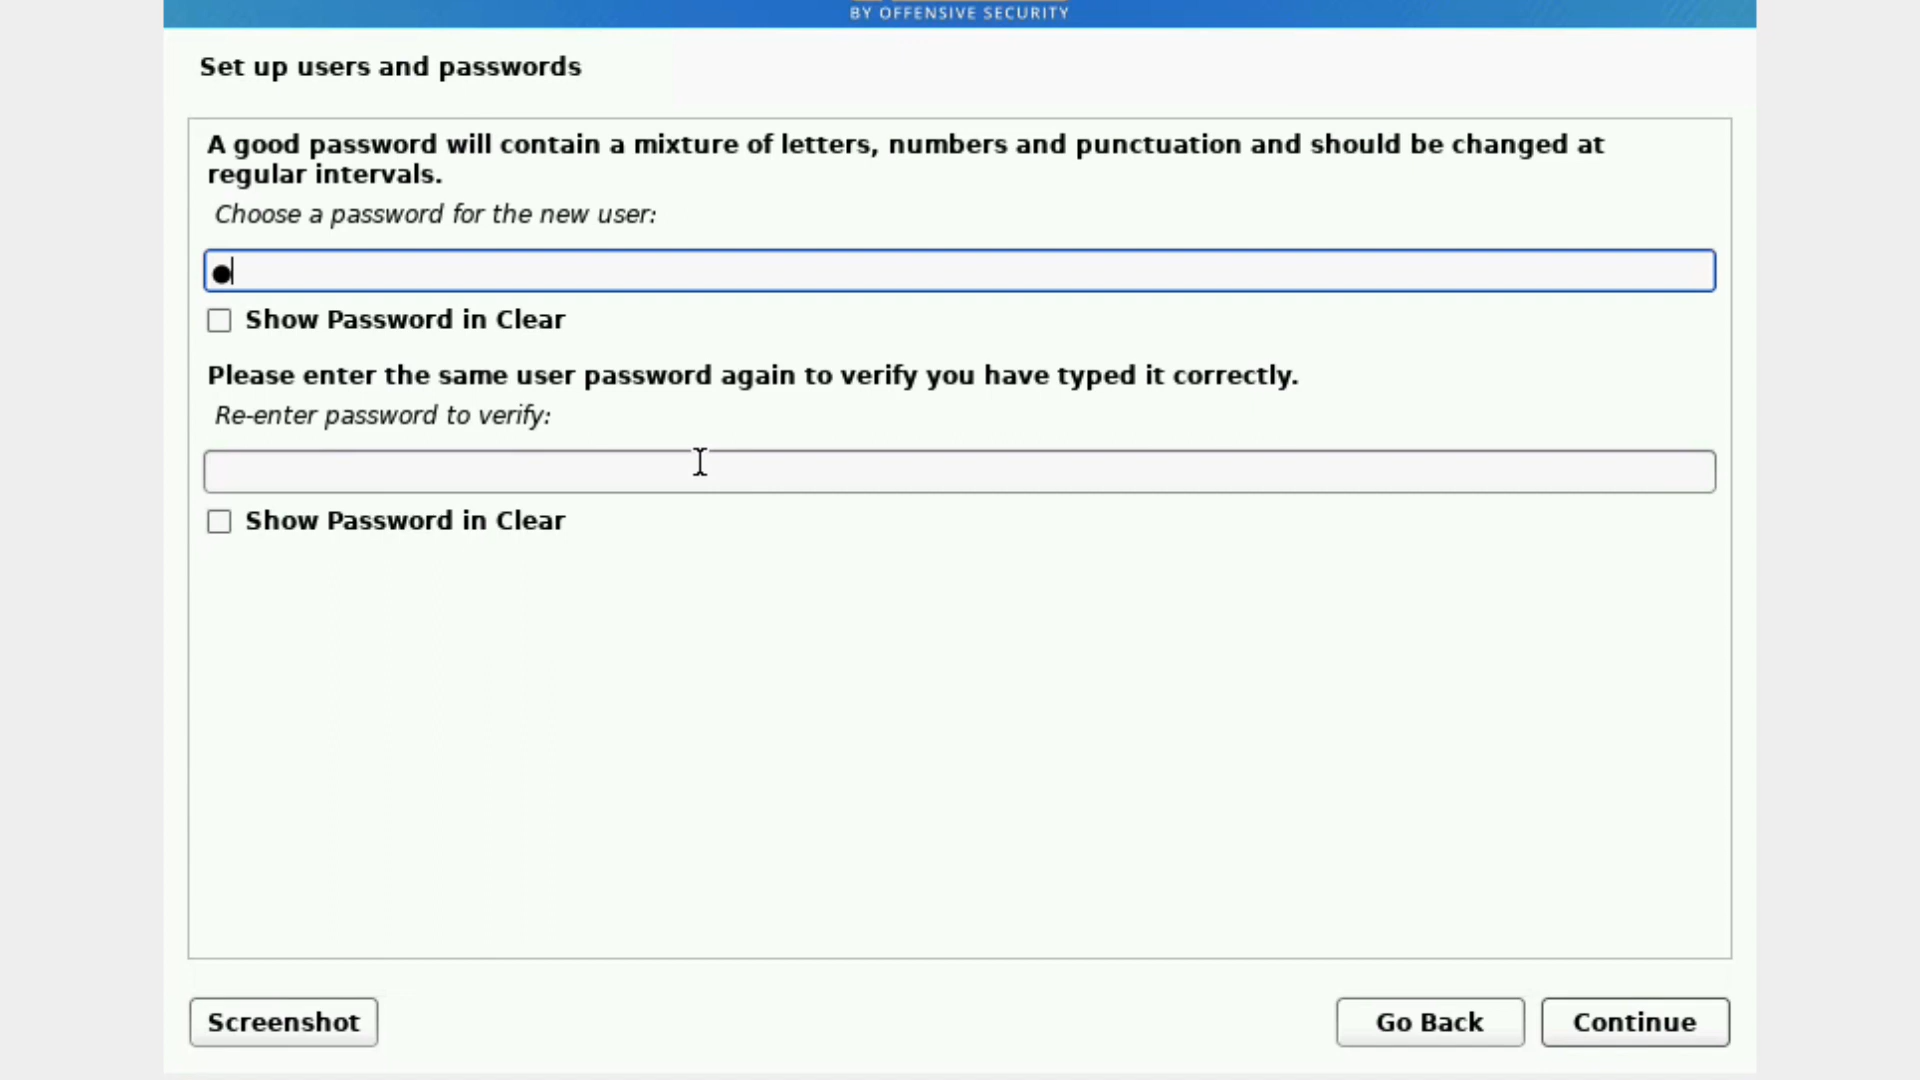 BY OFFENSIVE SECURITY
Set up users and passwords
A good password will contain a mixture of letters, numbers and punctuation and should be changed at
regular intervals.
Choose a password for the new user:
●
Show Password in Clear
Please enter the same user password again to verify you have typed it correctly.
Re-enter password to verify:
Show Password in Clear
Screenshot
Go Back
Continue